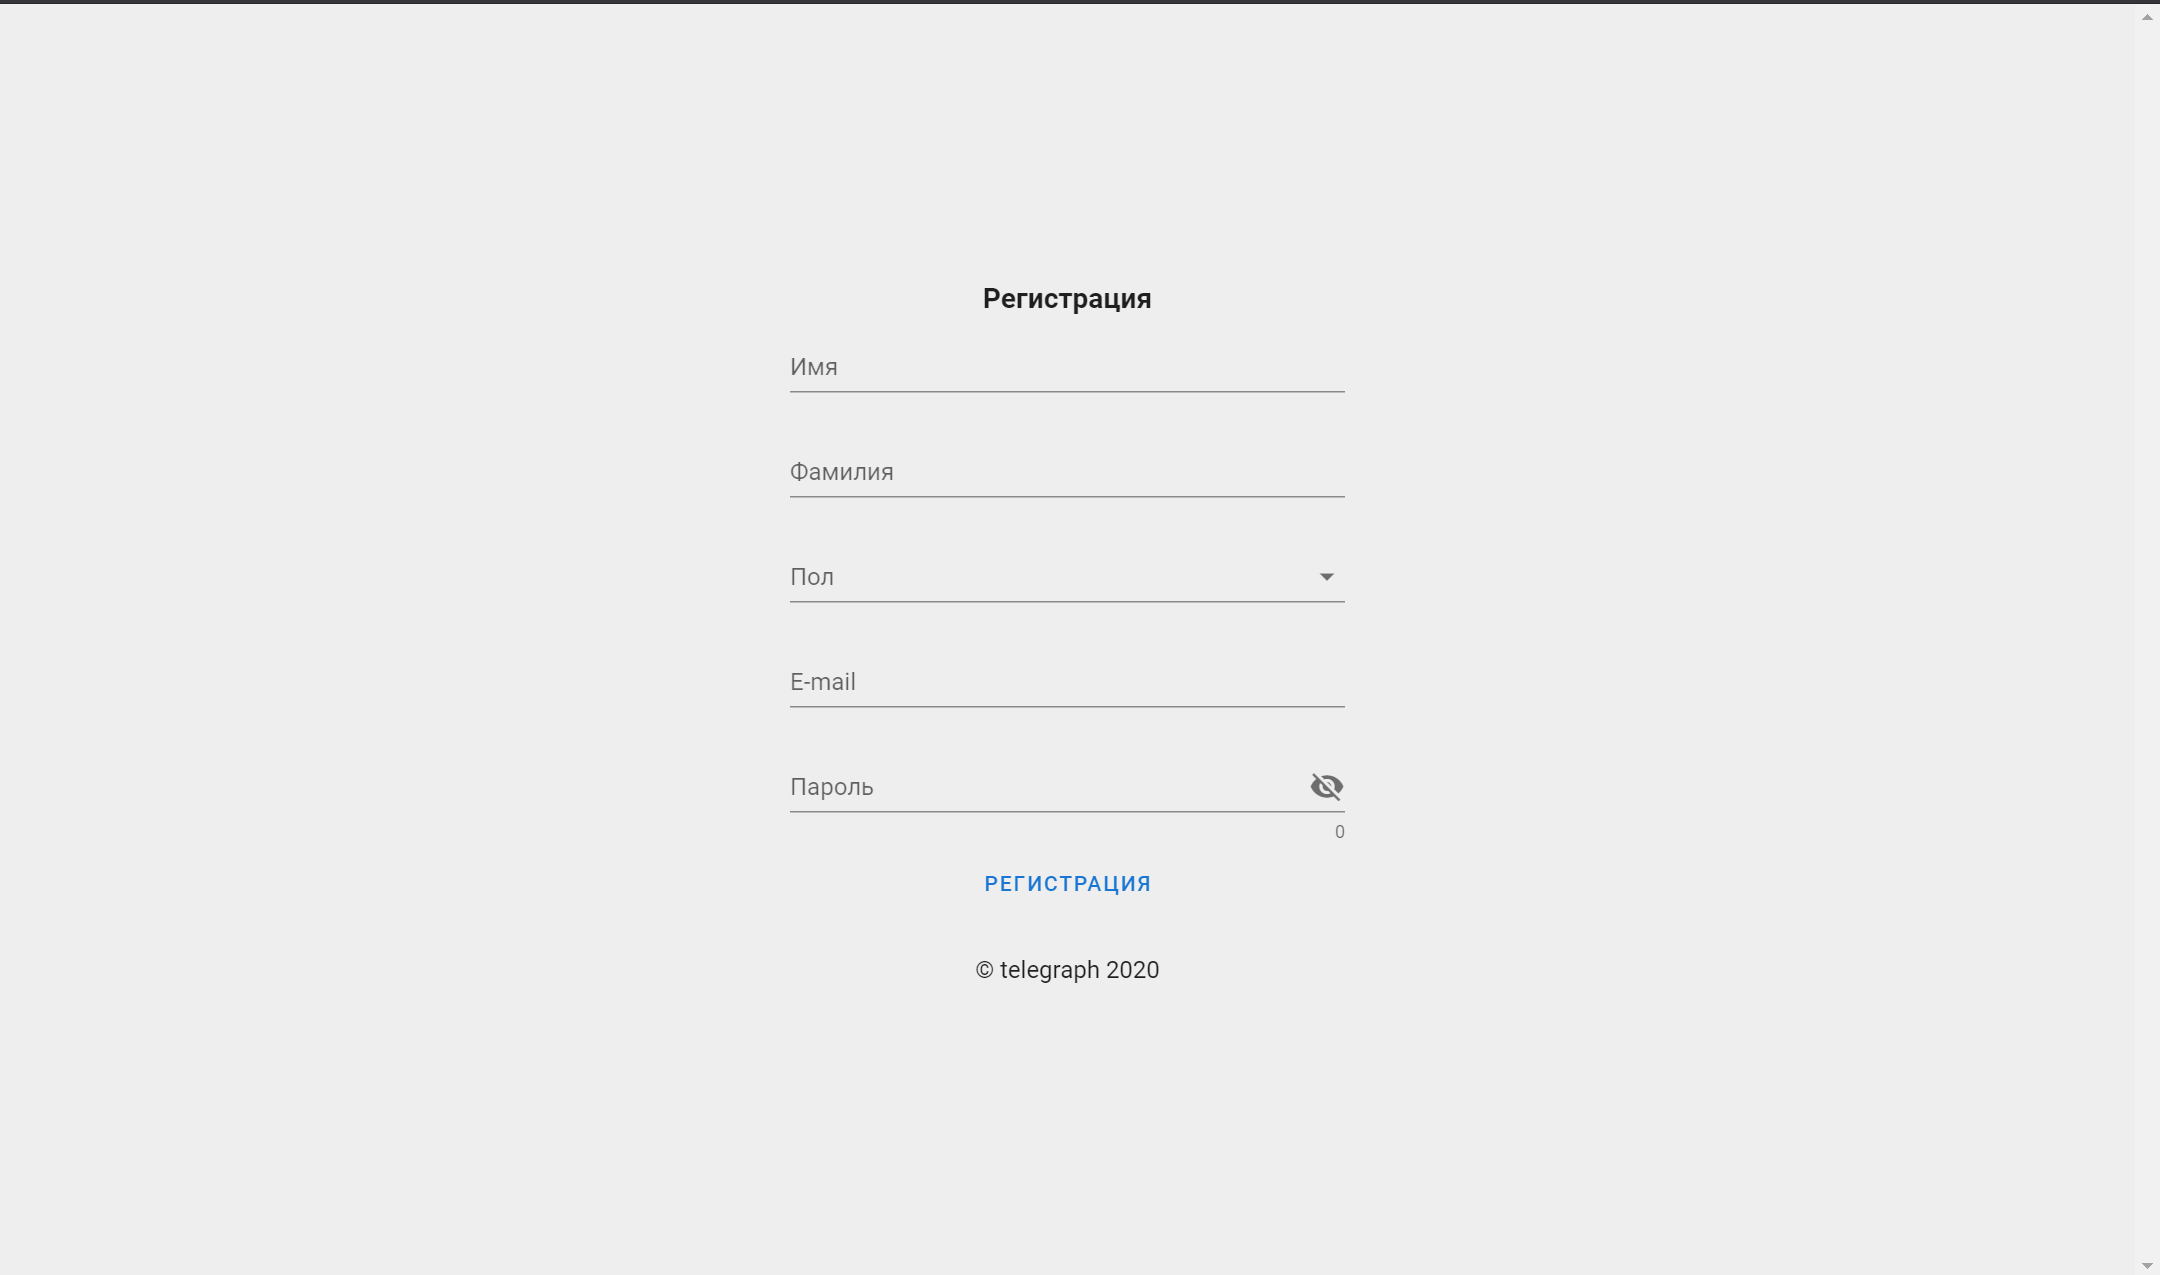 Регистрация
Имя
Фамилия
Пол
E-mail
Пароль
0
РЕГИСТРАЦИЯ
© telegraph 2020